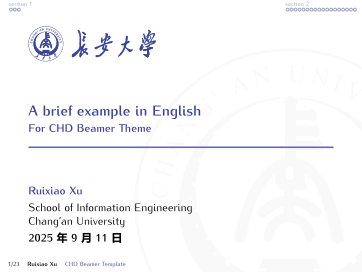 section 1
section 2
長安大學
A brief example in English
For CHD Beamer Theme
Ruixiao Xu
School of Information Engineering
Chang'an University
2025 年 9 月 11 日
1/23 Ruixiao Xu CHD Beamer Template